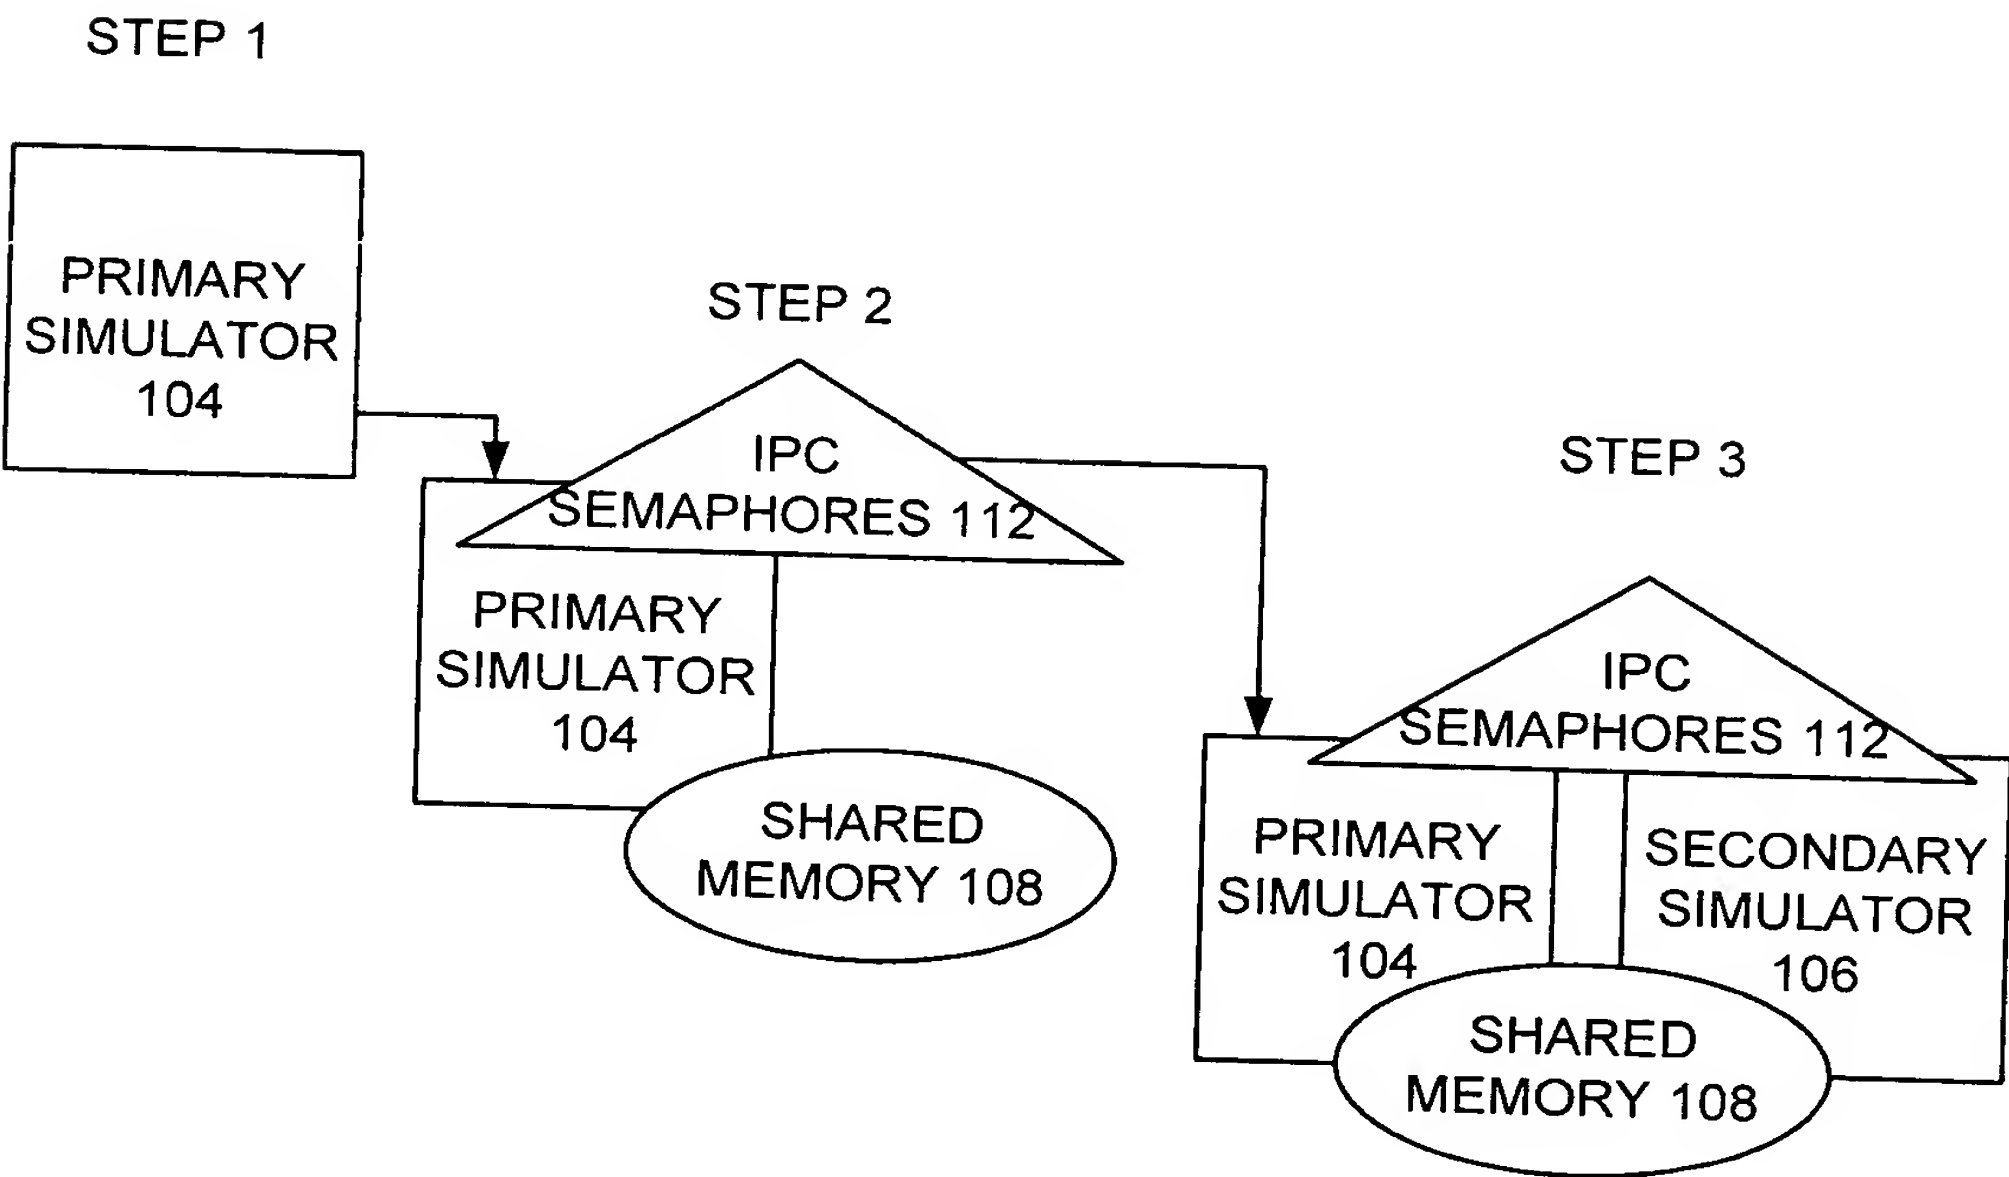 STEP 1
PRIMARY
SIMULATOR
104
STEP 2
IPC
SEMAPHORES 112
PRIMARY
SIMULATOR
104
SHARED
MEMORY 108
STEP 3
IPC
SEMAPHORES 112
PRIMARY
SIMULATOR
104
SECONDARY
SIMULATOR
106
SHARED
MEMORY 108